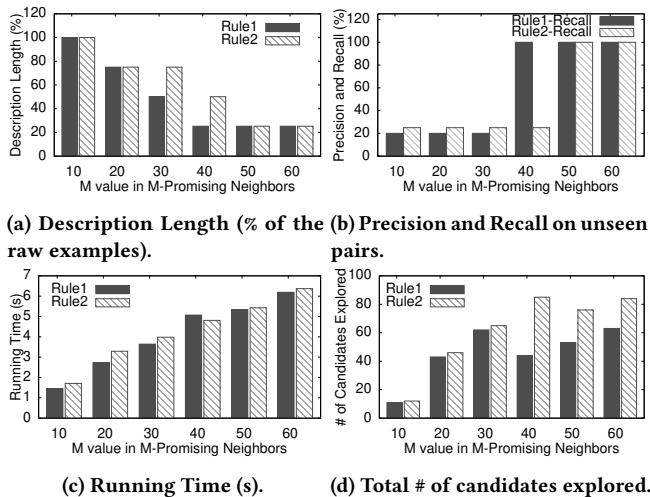 120
100
80
60
40
20
0
Description Length (%)
Rule1
Rule2
10 20 30 40 50 60
M value in M-Promising Neighbors
(a) Description Length (% of the
raw examples).
120
100
80
60
40
20
0
Precision and Recall (%)
Rule1-Recall
Rule2-Recall
10 20 30 40 50 60
M value in M-Promising Neighbors
(b) Precision and Recall on unseen
pairs.
7
6
5
4
3
2
1
0
Running Time (s)
Rule1
Rule2
10 20 30 40 50 60
M value in M-Promising Neighbors
(c) Running Time (s).
100
80
60
40
20
0
# of Candidates Explored
Rule1
Rule2
10 20 30 40 50 60
M value in M-Promising Neighbors
(d) Total # of candidates explored.